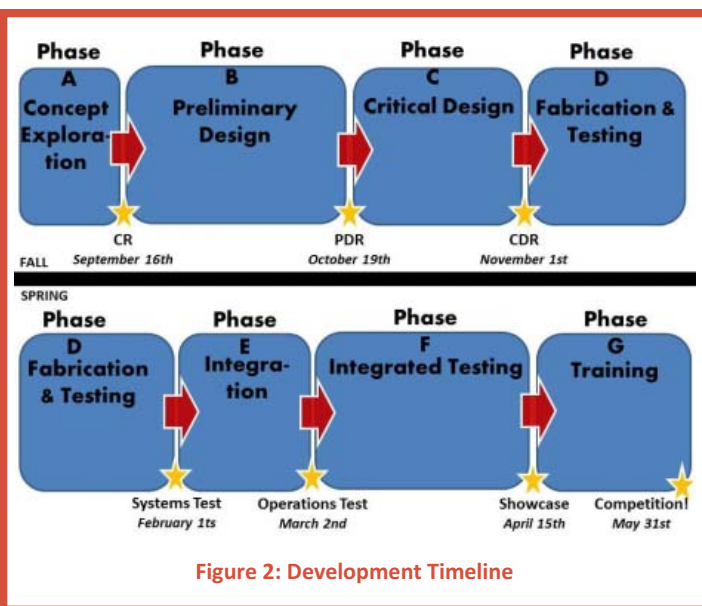 Phase Phase Phase Phase
A B C D
Concept Explora- tion
Preliminary Design
Critical Design
Fabrication & Testing
CR PDR CDR
FALL September 16th October 19th November 1st
SPRING
Phase Phase Phase Phase
D E F G
Fabrication & Testing
Integra- tion
Integrated Testing
Training
Systems Test Operations Test Showcase Competition!
February 1ts March 2nd April 15th May 31st
Figure 2: Development Timeline